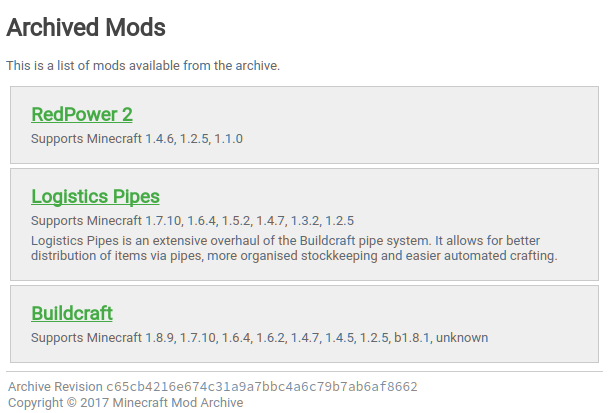 Archived Mods
This is a list of mods available from the archive.
RedPower 2
Supports Minecraft 1.4.6, 1.2.5, 1.1.0
Logistics Pipes
Supports Minecraft 1.7.10, 1.6.4, 1.5.2, 1.4.7, 1.3.2, 1.2.5
Logistics Pipes is an extensive overhaul of the Buildcraft pipe system. It allows for better
distribution of items via pipes, more organised stockkeeping and easier automated crafting.
Buildcraft
Supports Minecraft 1.8.9, 1.7.10, 1.6.4, 1.6.2, 1.4.7, 1.4.5, 1.2.5, b1.8.1, unknown
Archive Revision c65cb4216e674c31a9a7bbc4a6c79b7ab6af8662
Copyright © 2017 Minecraft Mod Archive